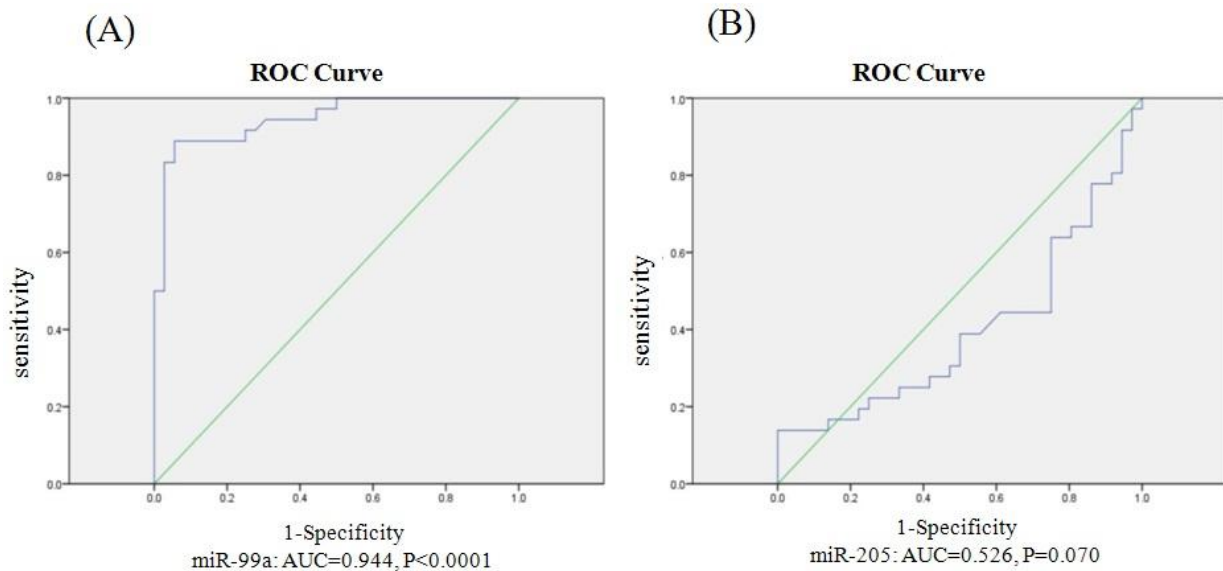 (A)
ROC Curve
1.0
0.8
0.6
0.4
0.2
0.0
sensitivity
0.0 0.2 0.4 0.6 0.8 1.0
1-Specificity
miR-99a: AUC=0.944, P<0.0001
(B)
ROC Curve
1.0
0.8
0.6
0.4
0.2
0.0
sensitivity
0.0 0.2 0.4 0.6 0.8 1.0
1-Specificity
miR-205: AUC=0.526, P=0.070